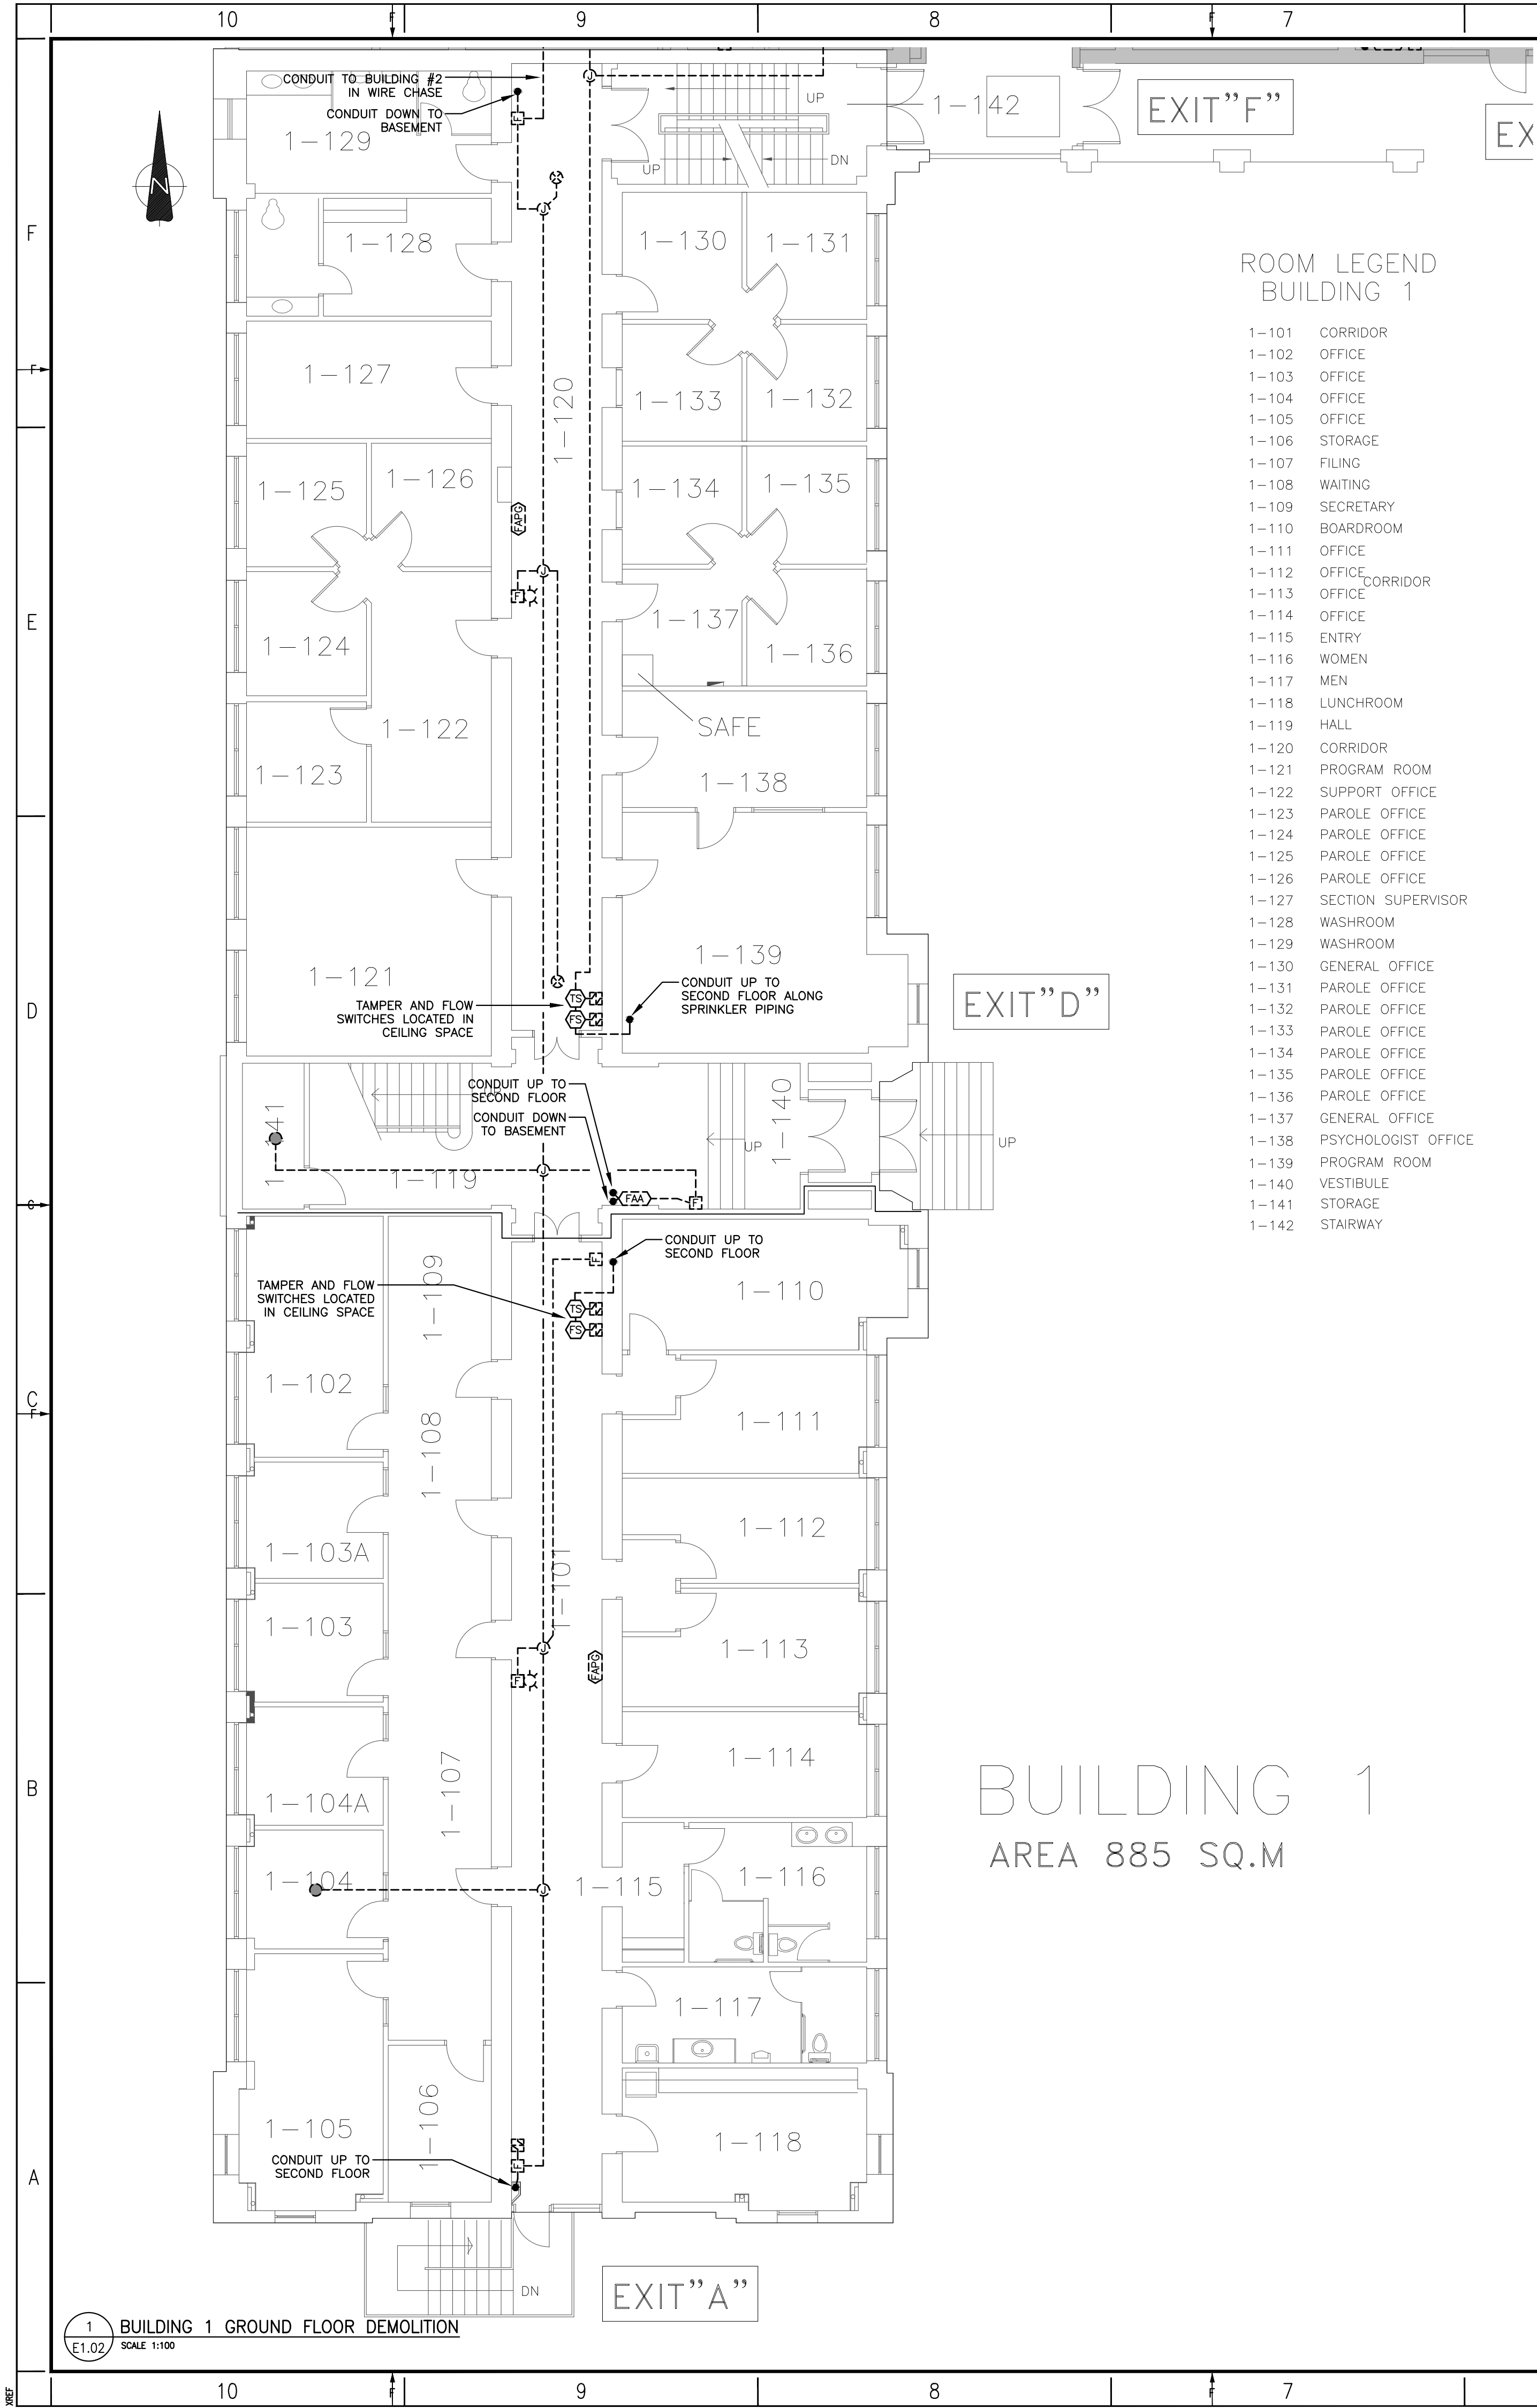 10
F
9
8
F
7
CONDUIT TO BUILDING #2
IN WIRE CHASE
CONDUIT DOWN TO
BASEMENT
J
UP
1-142
EXIT"F"
EX
F
1-129
UP
DN
N
J
F
1-128
1-130
1-131
ROOM LEGEND
BUILDING 1
1-101 CORRIDOR
1-102 OFFICE
1-103 OFFICE
1-104 OFFICE
1-105 OFFICE
1-106 STORAGE
1-107 FILING
1-108 WAITING
1-109 SECRETARY
1-110 BOARDROOM
1-111 OFFICE
1-112 OFFICE
CORRIDOR
1-113 OFFICE
1-114 OFFICE
1-115 ENTRY
1-116 WOMEN
1-117 MEN
1-118 LUNCHROOM
1-119 HALL
1-120 CORRIDOR
1-121 PROGRAM ROOM
1-122 SUPPORT OFFICE
1-123 PAROLE OFFICE
1-124 PAROLE OFFICE
1-125 PAROLE OFFICE
1-126 PAROLE OFFICE
1-127 SECTION SUPERVISOR
1-128 WASHROOM
1-129 WASHROOM
1-130 GENERAL OFFICE
1-131 PAROLE OFFICE
1-132 PAROLE OFFICE
1-133 PAROLE OFFICE
1-134 PAROLE OFFICE
1-135 PAROLE OFFICE
1-136 PAROLE OFFICE
1-137 GENERAL OFFICE
1-138 PSYCHOLOGIST OFFICE
1-139 PROGRAM ROOM
1-140 VESTIBULE
1-141 STORAGE
1-142 STAIRWAY
F
1-127
1-120
1-133
1-132
1-125
1-126
1-134
1-135
FAPG
J
F
E
1-124
1-137
1-136
1-122
SAFE
1-123
1-138
1-121
1-139
D
TAMPER AND FLOW
SWITCHES LOCATED IN
CEILING SPACE
TS
FS
CONDUIT UP TO
SECOND FLOOR ALONG
SPRINKLER PIPING
EXIT"D"
CONDUIT UP TO
SECOND FLOOR
CONDUIT DOWN
TO BASEMENT
1-141
1-140
UP
UP
J
1-119
FAA
F
6
1-109
F
CONDUIT UP TO
SECOND FLOOR
TAMPER AND FLOW
SWITCHES LOCATED
IN CEILING SPACE
TS
FS
1-110
1-102
C
F
1-108
1-111
1-103A
1-112
1-101
1-103
J
F
FAPG
1-113
1-107
1-114
B
BUILDING 1
AREA 885 SQ.M
1-104A
1-104
J
1-115
1-116
1-117
1-105
1-106
1-118
A
CONDUIT UP TO
SECOND FLOOR
F
DN
EXIT"A"
1
E1.02
BUILDING 1 GROUND FLOOR DEMOLITION
SCALE 1:100
XREF
10
F
9
8
F
7